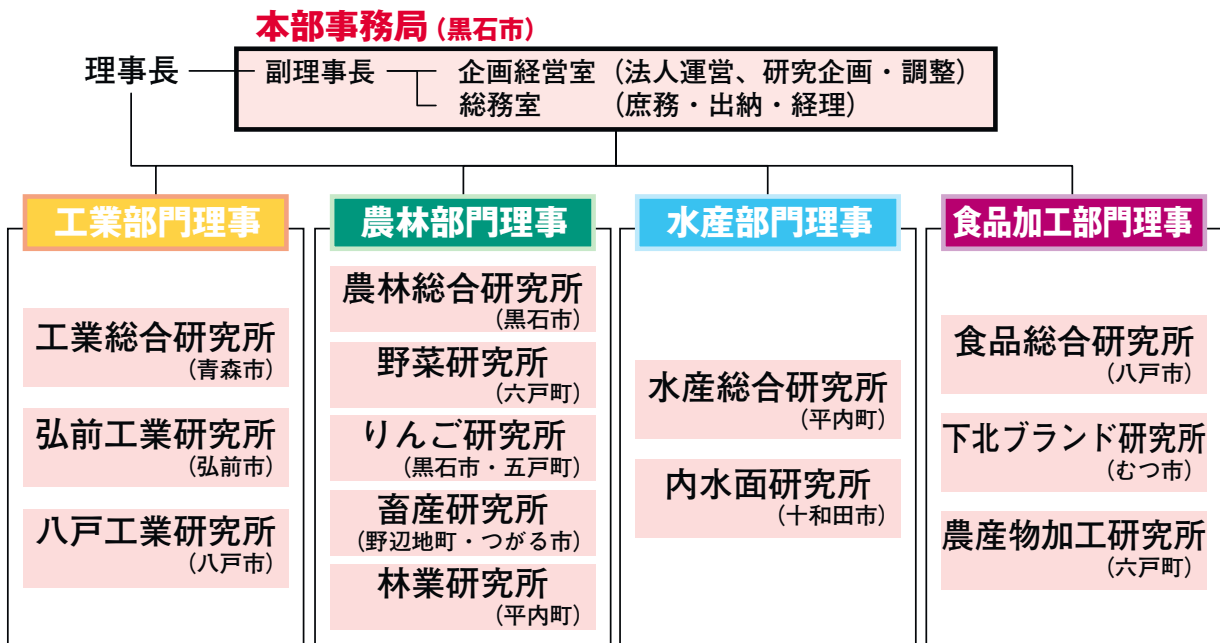 本部事務局(黒石市)
理事長
副理事長
企画経営室(法人運営、研究企画・調整)
総務室(庶務・出納・経理)
工業部門理事
工業総合研究所
(青森市)
弘前工業研究所
(弘前市)
八戸工業研究所
(八戸市)
農林部門理事
農林総合研究所
(黒石市)
野菜研究所
(六戸町)
りんご研究所
(黒石市・五戸町)
畜産研究所
(野辺地町・つがる市)
林業研究所
(平内町)
水産部門理事
水産総合研究所
(平内町)
内水面研究所
(十和田市)
食品加工部門理事
食品総合研究所
(八戸市)
下北ブランド研究所
(むつ市)
農産物加工研究所
(六戸町)